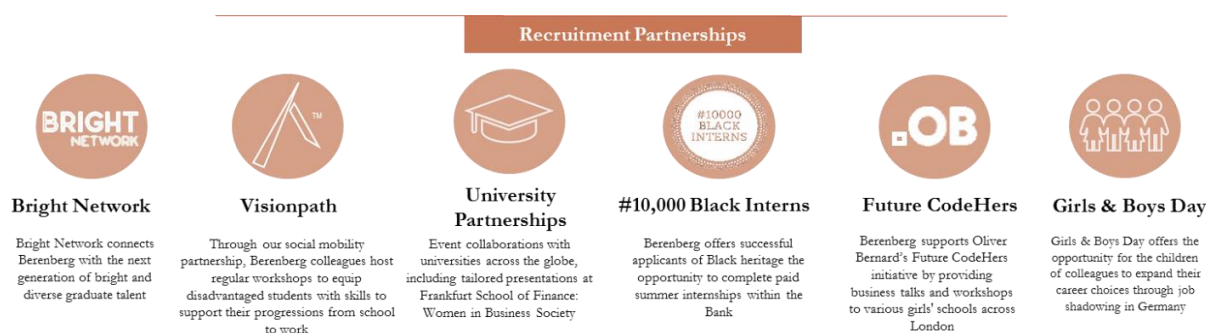 Recruitment Partnerships
BRIGHT
NETWORK
Bright Network
Bright Network connects
Berenberg with the next
generation of bright and
diverse graduate talent
TM
Visionpath
Through our social mobility
partnership, Berenberg colleagues host
regular workshops to equip
disadvantaged students with skills to
support their progressions from school
to work
University
Partnerships
Event collaborations with
universities across the globe,
including tailored presentations at
Frankfurt School of Finance:
Women in Business Society
#10000
BLACK
INTERNS
#10,000 Black Interns
Berenberg offers successful
applicants of Black heritage the
opportunity to complete paid
summer internships within the
Bank
.OB
Future CodeHers
Berenberg supports Oliver
Bernard's Future CodeHers
initiative by providing
business talks and workshops
to various girls' schools across
London
Girls & Boys Day
Girls & Boys Day offers the
opportunity for the children
of colleagues to expand their
career choices through job
shadowing in Germany